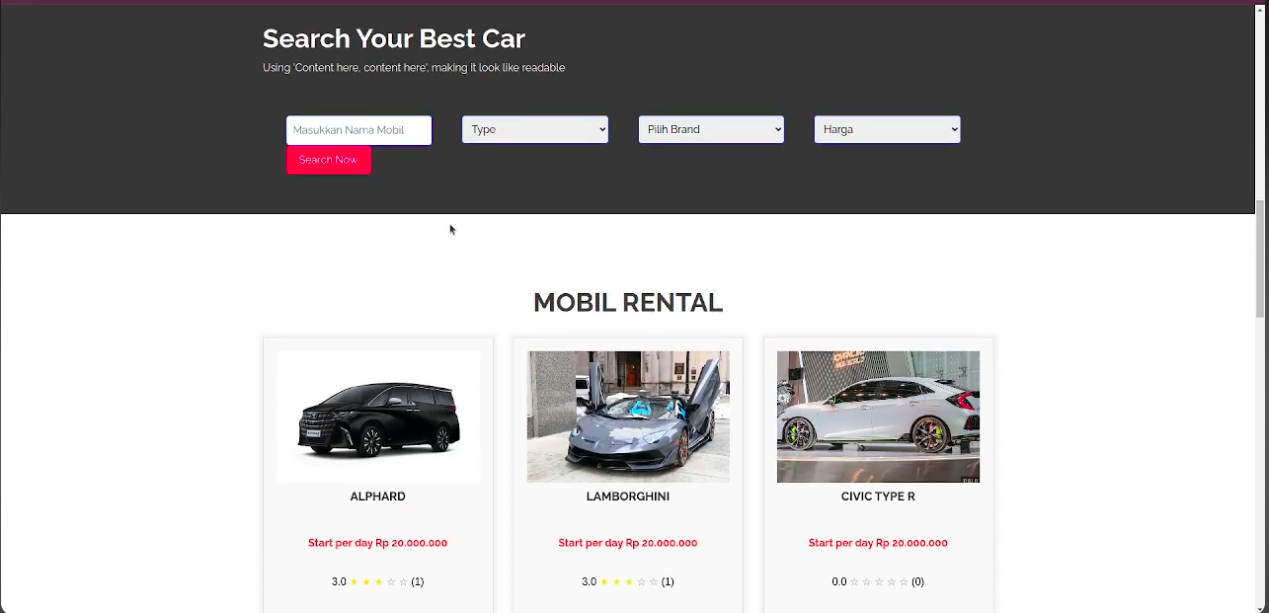 Search Your Best Car
Using 'Content here, content here', making it look like readable
Masukkan Nama Mobil
Type
Pilih Brand
Harga
Search Now
MOBIL RENTAL
ALPHARD
LAMBORGHINI
CIVIC TYPE R
Start per day Rp 20.000.000
Start per day Rp 20.000.000
Start per day Rp 20.000.000
3.0 ★ ★ ★ ☆ ☆ (1)
3.0 ★ ★ ★ ☆ ☆ (1)
0.0 ☆ ☆ ☆ ☆ ☆ (0)